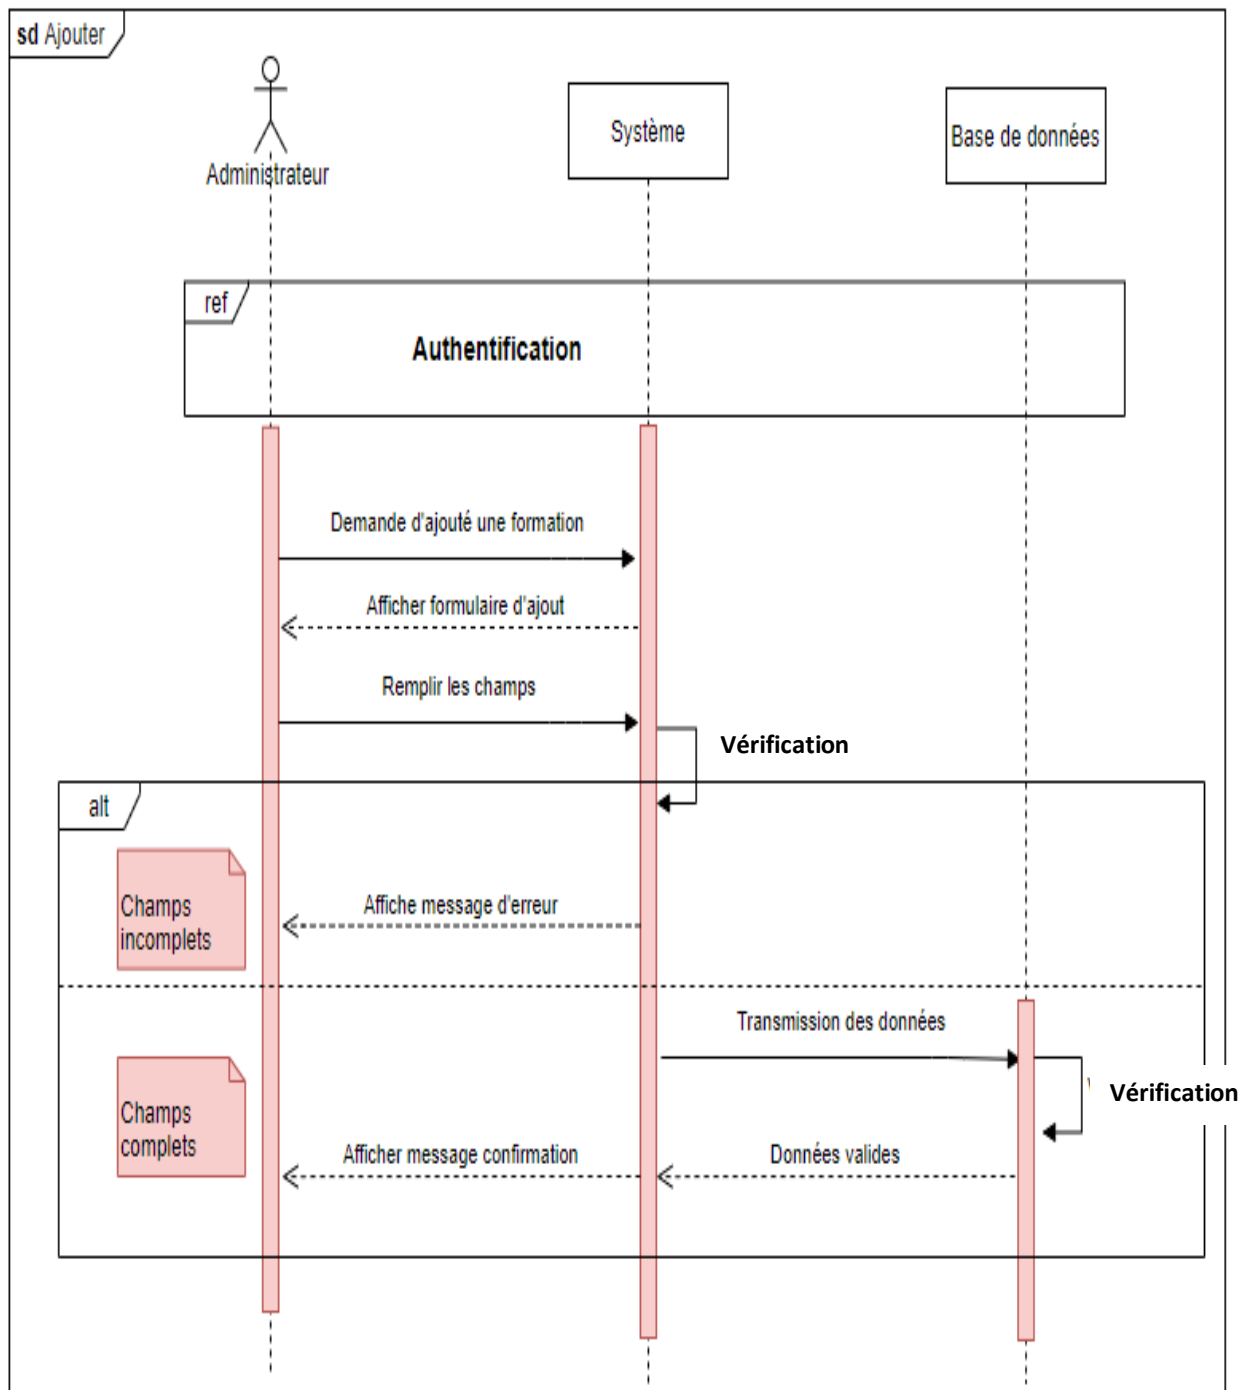 sd Ajouter
Administrateur
Système
Base de données
ref
Authentification
Demande d'ajouté une formation
Afficher formulaire d'ajout
Remplir les champs
Vérification
alt
Champs
incomplets
Affiche message d'erreur
Transmission des données
Vérification
Champs
complets
Afficher message confirmation
Données valides